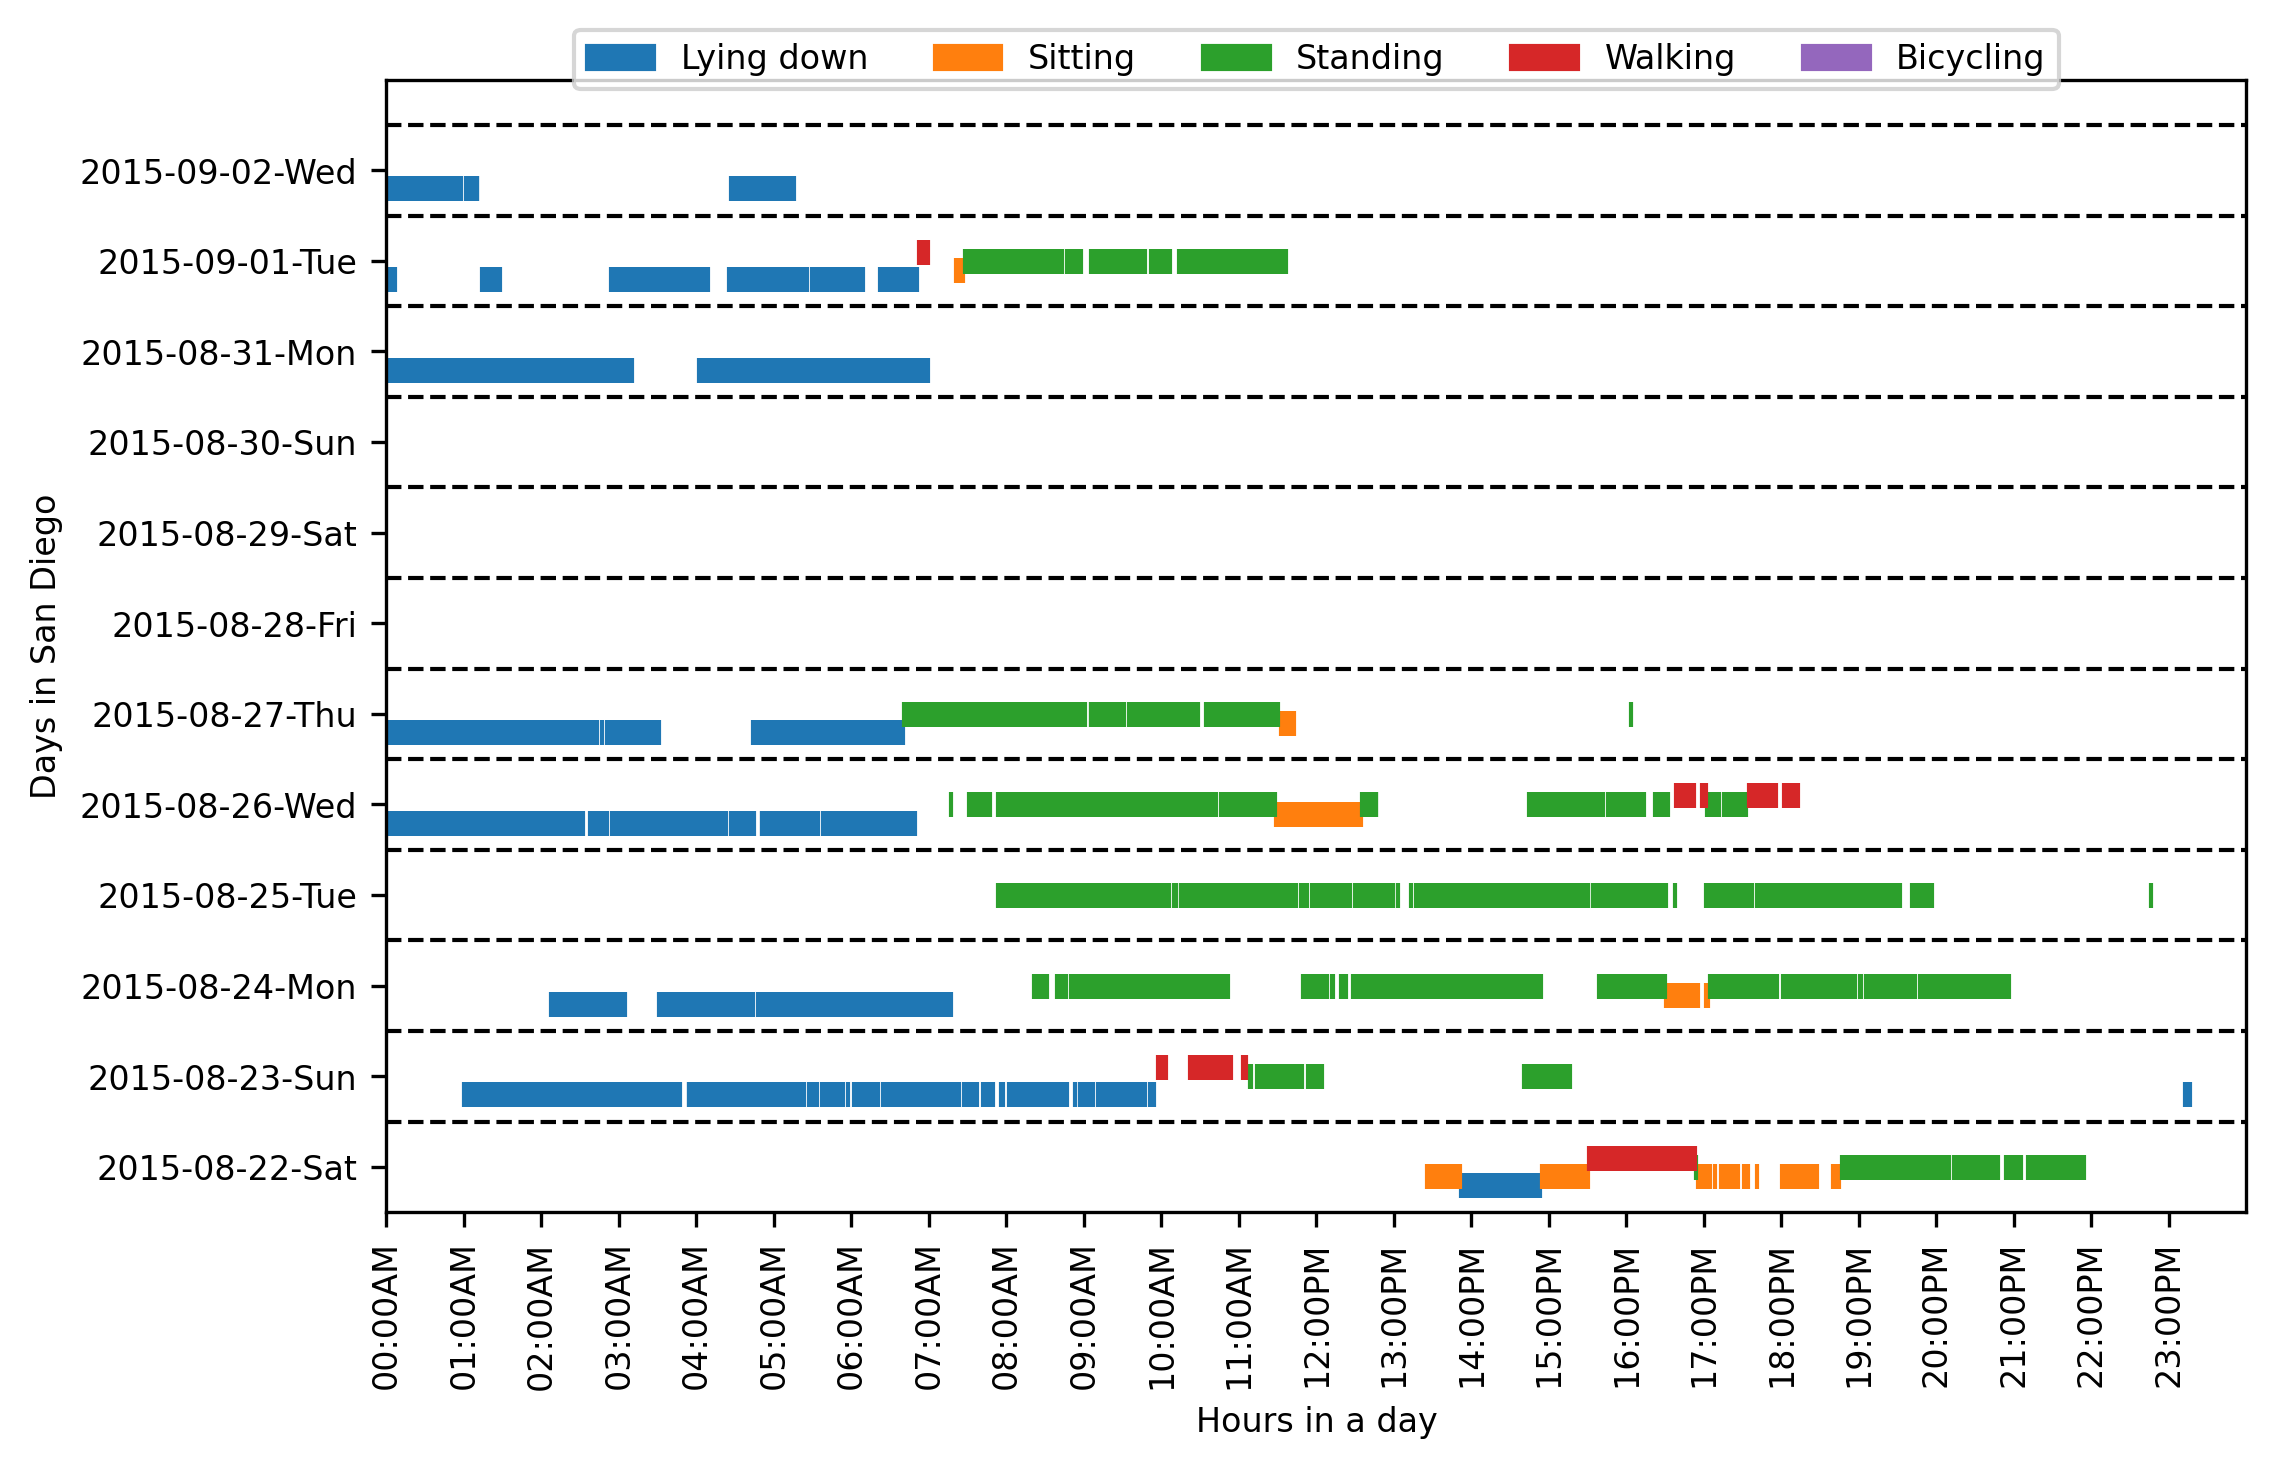 Lying down Sitting Standing Walking Bicycling
Days in San Diego
2015-09-02-Wed
2015-09-01-Tue
2015-08-31-Mon
2015-08-30-Sun
2015-08-29-Sat
2015-08-28-Fri
2015-08-27-Thu
2015-08-26-Wed
2015-08-25-Tue
2015-08-24-Mon
2015-08-23-Sun
2015-08-22-Sat
00:00AM
01:00AM
02:00AM
03:00AM
04:00AM
05:00AM
06:00AM
07:00AM
08:00AM
09:00AM
10:00AM
11:00AM
12:00PM
13:00PM
14:00PM
15:00PM
16:00PM
17:00PM
18:00PM
19:00PM
20:00PM
21:00PM
22:00PM
23:00PM
Hours in a day